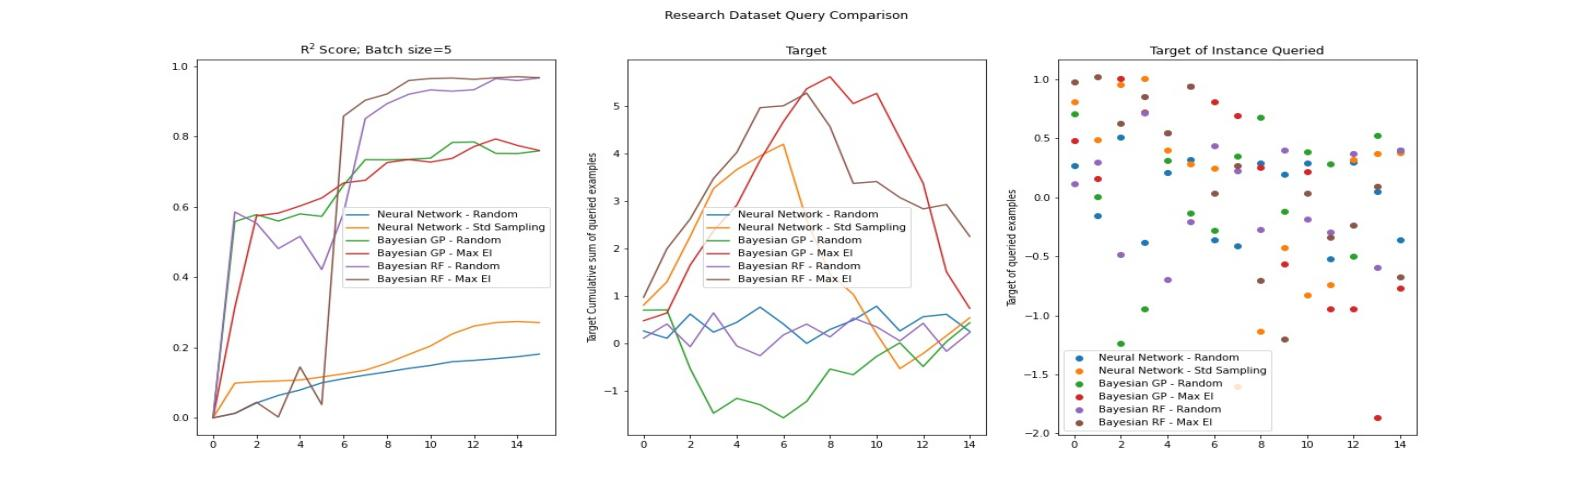 Research Dataset Query Comparison
R² Score; Batch size=5
1.0
0.8
0.6
0.4
0.2
0.0
0 2 4 6 8 10 12 14
Neural Network - Random
Neural Network - Std Sampling
Bayesian GP - Random
Bayesian GP - Max EI
Bayesian RF - Random
Bayesian RF - Max EI
Target
Target Cumulative sum of queried examples
5
4
3
2
1
0
−1
0 2 4 6 8 10 12 14
Neural Network - Random
Neural Network - Std Sampling
Bayesian GP - Random
Bayesian GP - Max EI
Bayesian RF - Random
Bayesian RF - Max EI
Target of Instance Queried
Target of queried examples
1.0
0.5
0.0
−0.5
−1.0
−1.5
−2.0
0 2 4 6 8 10 12 14
Neural Network - Random
Neural Network - Std Sampling
Bayesian GP - Random
Bayesian GP - Max EI
Bayesian RF - Random
Bayesian RF - Max EI